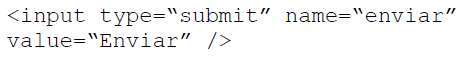 <input type=“submit” name=“enviar”
value=“Enviar” />